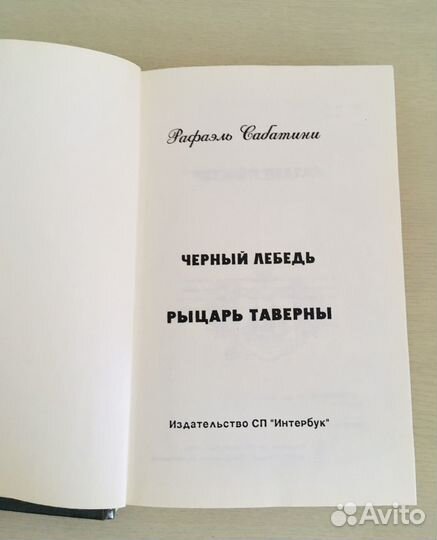 Рафаэль Сабатини
ЧЕРНЫЙ ЛЕБЕДЬ
РЫЦАРЬ ТАВЕРНЫ
Издательство СП "Интербук"
Avito